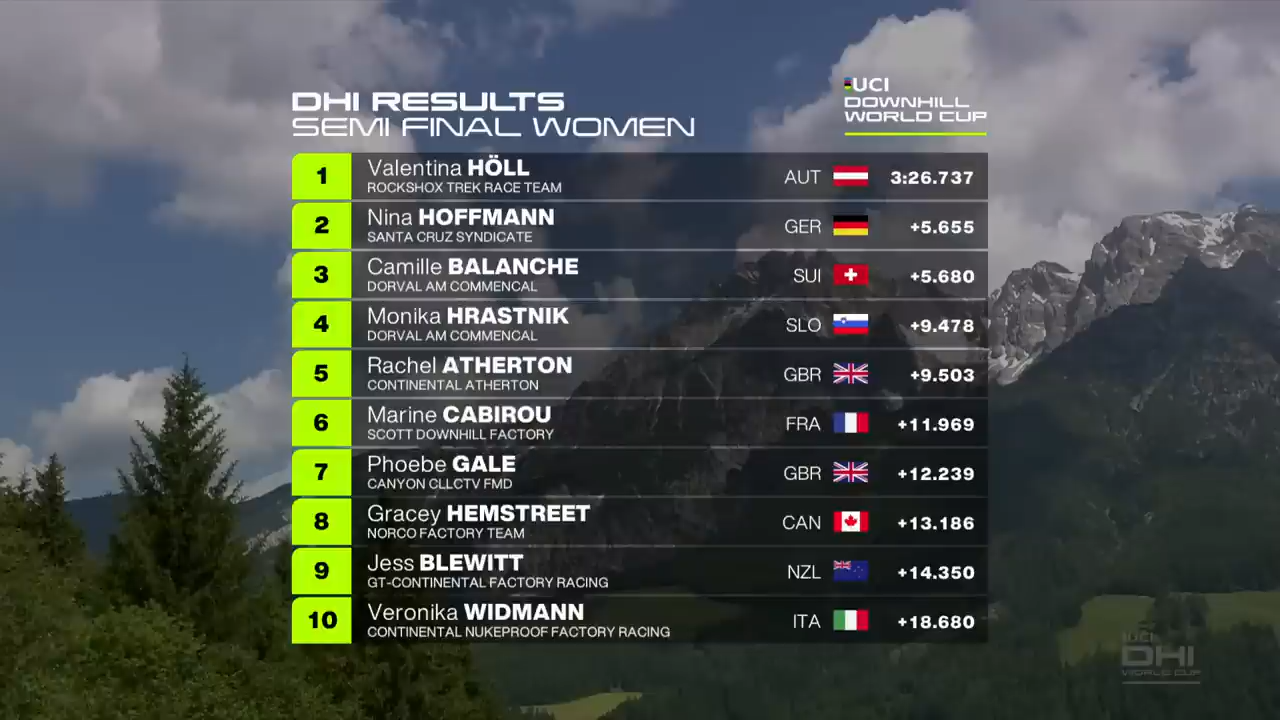 DHI RESULTS
SEMI FINAL WOMEN
UCI
DOWNHILL
WORLD CUP
1 Valentina HÖLL AUT 3:26.737
ROCKSHOX TREK RACE TEAM
2 Nina HOFFMANN GER +5.655
SANTA CRUZ SYNDICATE
3 Camille BALANCHE SUI +5.680
DORVAL AM COMMENCAL
4 Monika HRASTNIK SLO +9.478
DORVAL AM COMMENCAL
5 Rachel ATHERTON GBR +9.503
CONTINENTAL ATHERTON
6 Marine CABIROU FRA +11.969
SCOTT DOWNHILL FACTORY
7 Phoebe GALE GBR +12.239
CANYON CLLCTV FMD
8 Gracey HEMSTREET CAN +13.186
NORCO FACTORY TEAM
9 Jess BLEWITT NZL +14.350
GT-CONTINENTAL FACTORY RACING
10 Veronika WIDMANN ITA +18.680
CONTINENTAL NUKEPROOF FACTORY RACING
UCI
DHI
WORLD CUP